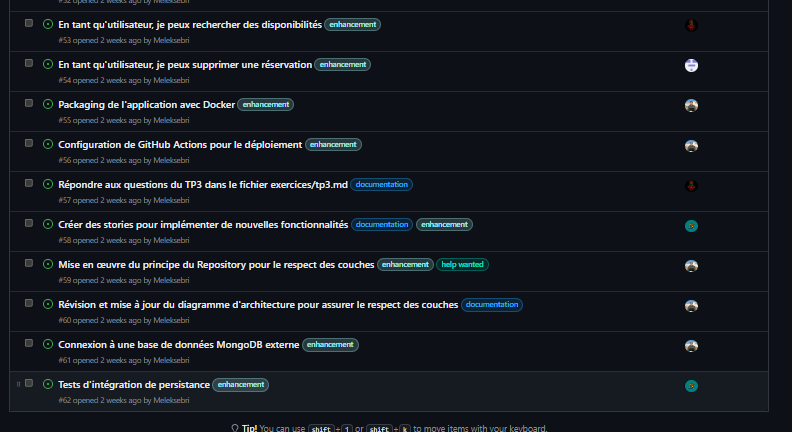 #52 opened 2 weeks ago by Meleksebri
En tant qu'utilisateur, je peux rechercher des disponibilités enhancement
#53 opened 2 weeks ago by Meleksebri
En tant qu'utilisateur, je peux supprimer une réservation enhancement
#54 opened 2 weeks ago by Meleksebri
Packaging de l'application avec Docker enhancement
#55 opened 2 weeks ago by Meleksebri
Configuration de GitHub Actions pour le déploiement enhancement
#56 opened 2 weeks ago by Meleksebri
Répondre aux questions du TP3 dans le fichier exercices/tp3.md documentation
#57 opened 2 weeks ago by Meleksebri
Créer des stories pour implémenter de nouvelles fonctionnalités documentation enhancement
#58 opened 2 weeks ago by Meleksebri
Mise en œuvre du principe du Repository pour le respect des couches enhancement help wanted
#59 opened 2 weeks ago by Meleksebri
Révision et mise à jour du diagramme d'architecture pour assurer le respect des couches documentation
#60 opened 2 weeks ago by Meleksebri
Connexion à une base de données MongoDB externe enhancement
#61 opened 2 weeks ago by Meleksebri
Tests d'intégration de persistance enhancement
#62 opened 2 weeks ago by Meleksebri
Tip! You can use shift + j or shift + k to move items with your keyboard.